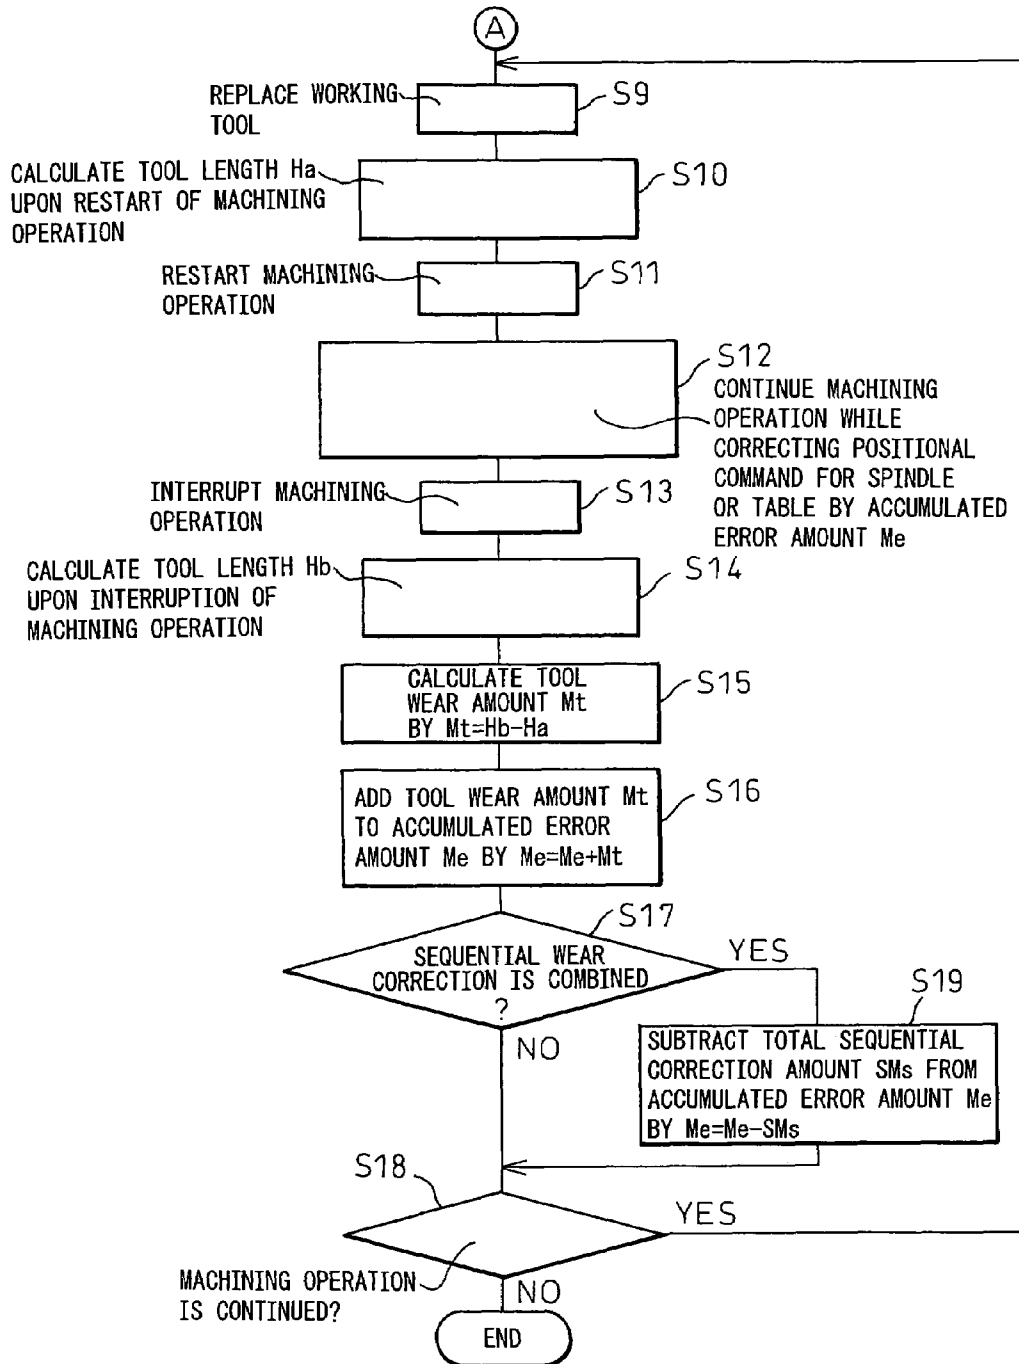 A
REPLACE WORKING
TOOL
S9
CALCULATE TOOL LENGTH Ha
UPON RESTART OF MACHINING
OPERATION
S10
RESTART MACHINING
OPERATION
S11
S12
CONTINUE MACHINING
OPERATION WHILE
CORRECTING POSITIONAL
COMMAND FOR SPINDLE
OR TABLE BY ACCUMULATED
ERROR AMOUNT Me
INTERRUPT MACHINING
OPERATION
S13
CALCULATE TOOL LENGTH Hb
UPON INTERRUPTION OF
MACHINING OPERATION
S14
CALCULATE TOOL
WEAR AMOUNT Mt
BY Mt=Hb-Ha
S15
ADD TOOL WEAR AMOUNT Mt
TO ACCUMULATED ERROR
AMOUNT Me BY Me=Me+Mt
S16
S17
SEQUENTIAL WEAR
CORRECTION IS COMBINED
?
YES
NO
S19
SUBTRACT TOTAL SEQUENTIAL
CORRECTION AMOUNT SMs FROM
ACCUMULATED ERROR AMOUNT Me
BY Me=Me-SMs
S18
YES
MACHINING OPERATION
IS CONTINUED?
NO
END